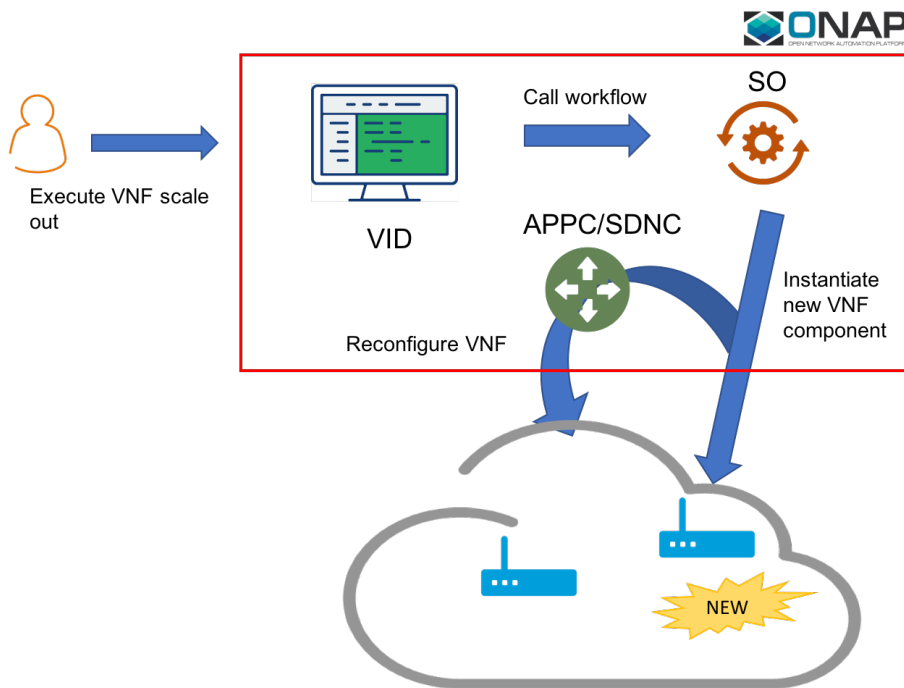 ONAP
OPEN NETWORK AUTOMATION PLATFORM
SO
Call workflow
Execute VNF scale
out
VID
APPC/SDNC
Instantiate
new VNF
component
Reconfigure VNF
NEW